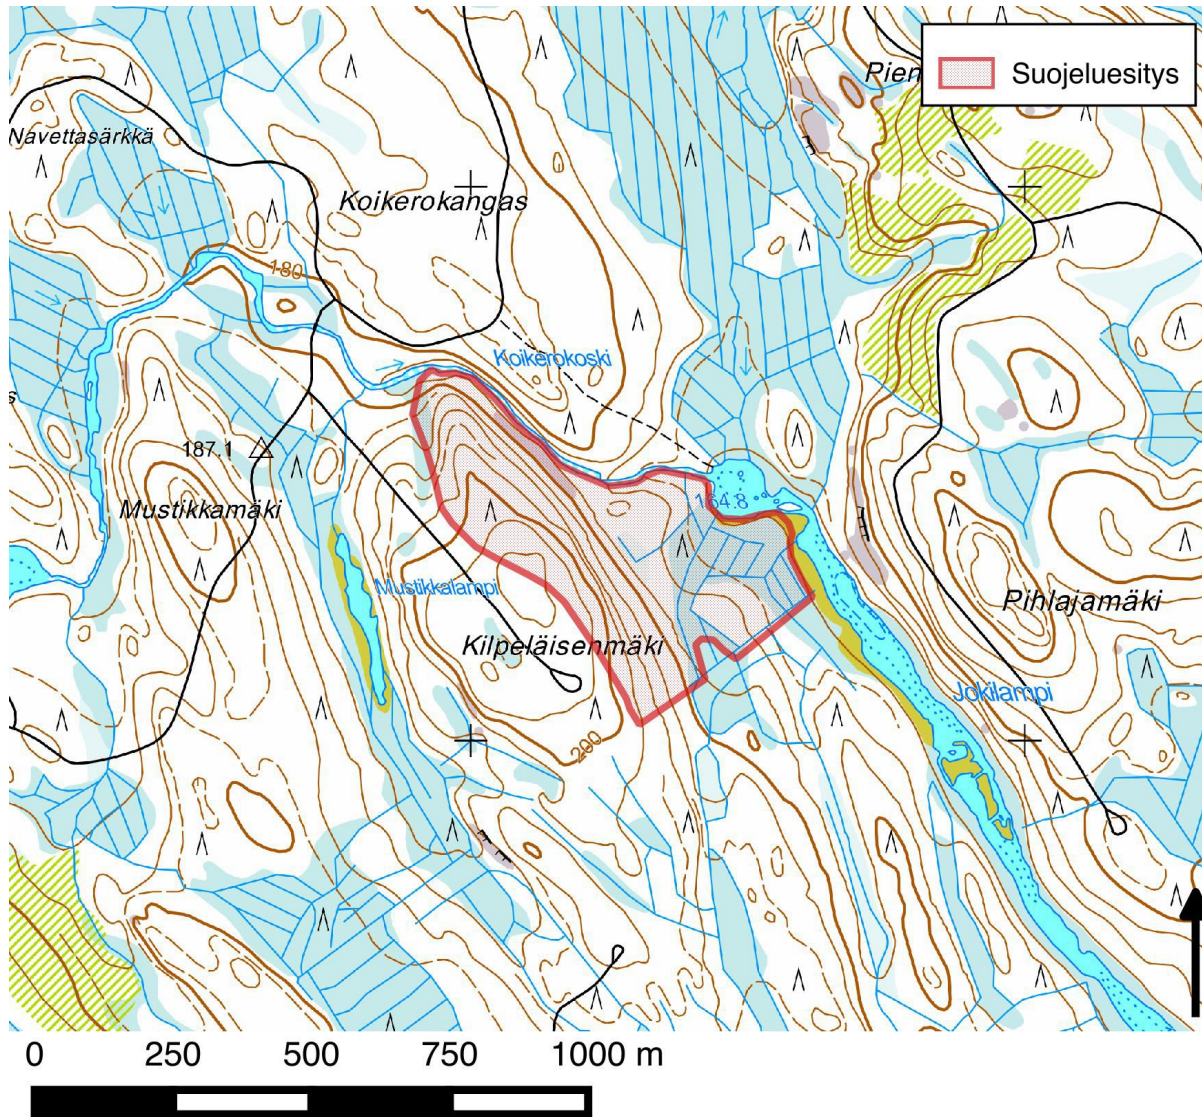 Suojeluesitys
Pien
Navettasärkkä
Koikerokangas
180
Koikerokoski
187.1
164.8
Mustikkamäki
Mustikkalampi
Pihlajamäki
Kilpeläisenmäki
Jokilampi
200
0 250 500 750 1000 m